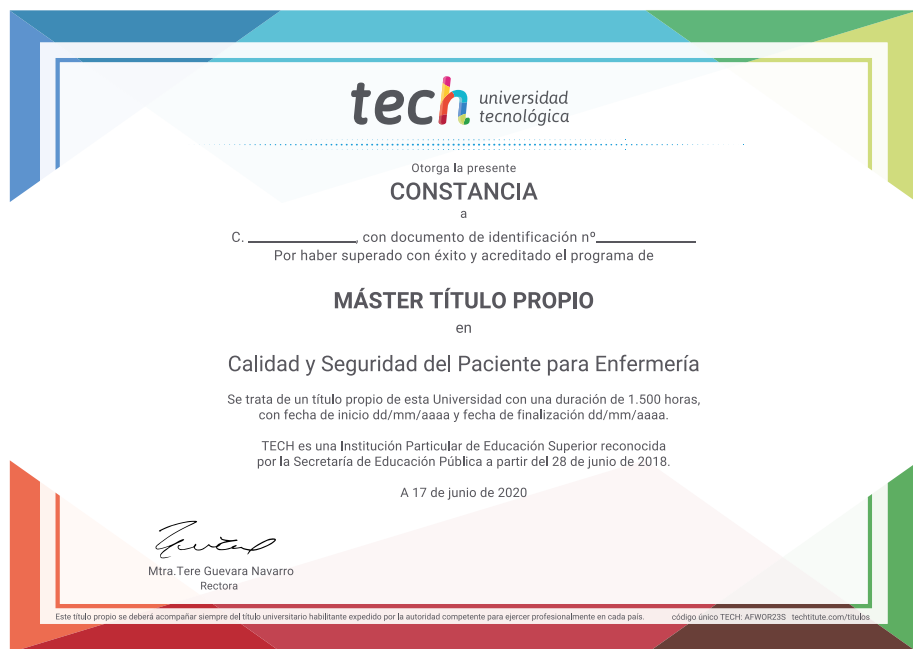 tech universidad
tecnológica
Otorga la presente
CONSTANCIA
a
C. ____________, con documento de identificación nº____________
Por haber superado con éxito y acreditado el programa de
MÁSTER TÍTULO PROPIO
en
Calidad y Seguridad del Paciente para Enfermería
Se trata de un título propio de esta Universidad con una duración de 1.500 horas,
con fecha de inicio dd/mm/aaaa y fecha de finalización dd/mm/aaaa.
TECH es una Institución Particular de Educación Superior reconocida
por la Secretaría de Educación Pública a partir del 28 de junio de 2018.
A 17 de junio de 2020
Mtra.Tere Guevara Navarro
Rectora
Este título propio se deberá acompañar siempre del título universitario habilitante expedido por la autoridad competente para ejercer profesionalmente en cada país. código único TECH: AFWOR23S techtitute.com/titulos